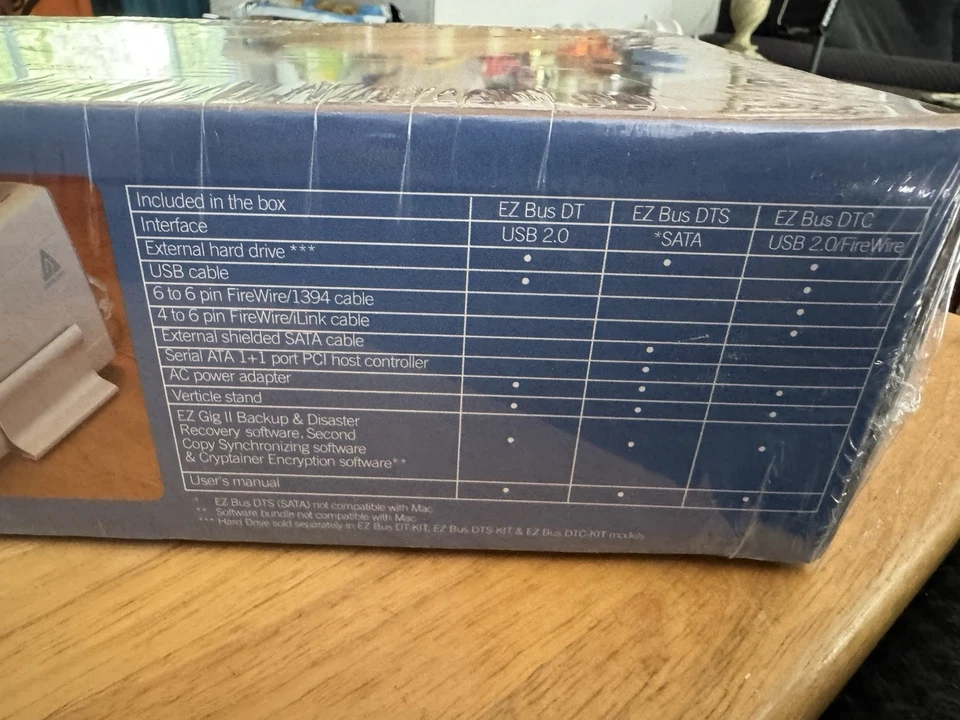 Included in the box EZ Bus DT EZ Bus DTS EZ Bus DTC
Interface USB 2.0 *SATA USB 2.0/FireWire
External hard drive *** • • •
USB cable • •
6 to 6 pin FireWire/1394 cable •
4 to 6 pin FireWire/iLink cable •
External shielded SATA cable •
Serial ATA 1+1 port PCI host controller •
AC power adapter • • •
Verticle stand • • •
EZ Gig II Backup & Disaster
Recovery software, Second
Copy Synchronizing software
& Cryptainer Encryption software** • • •
User's manual • • •
* EZ Bus DTS (SATA) not compatible with Mac
** Software bundle not compatible with Mac
*** Hard Drive sold separately in EZ Bus DT-KIT, EZ Bus DTS-KIT & EZ Bus DTC-KIT models